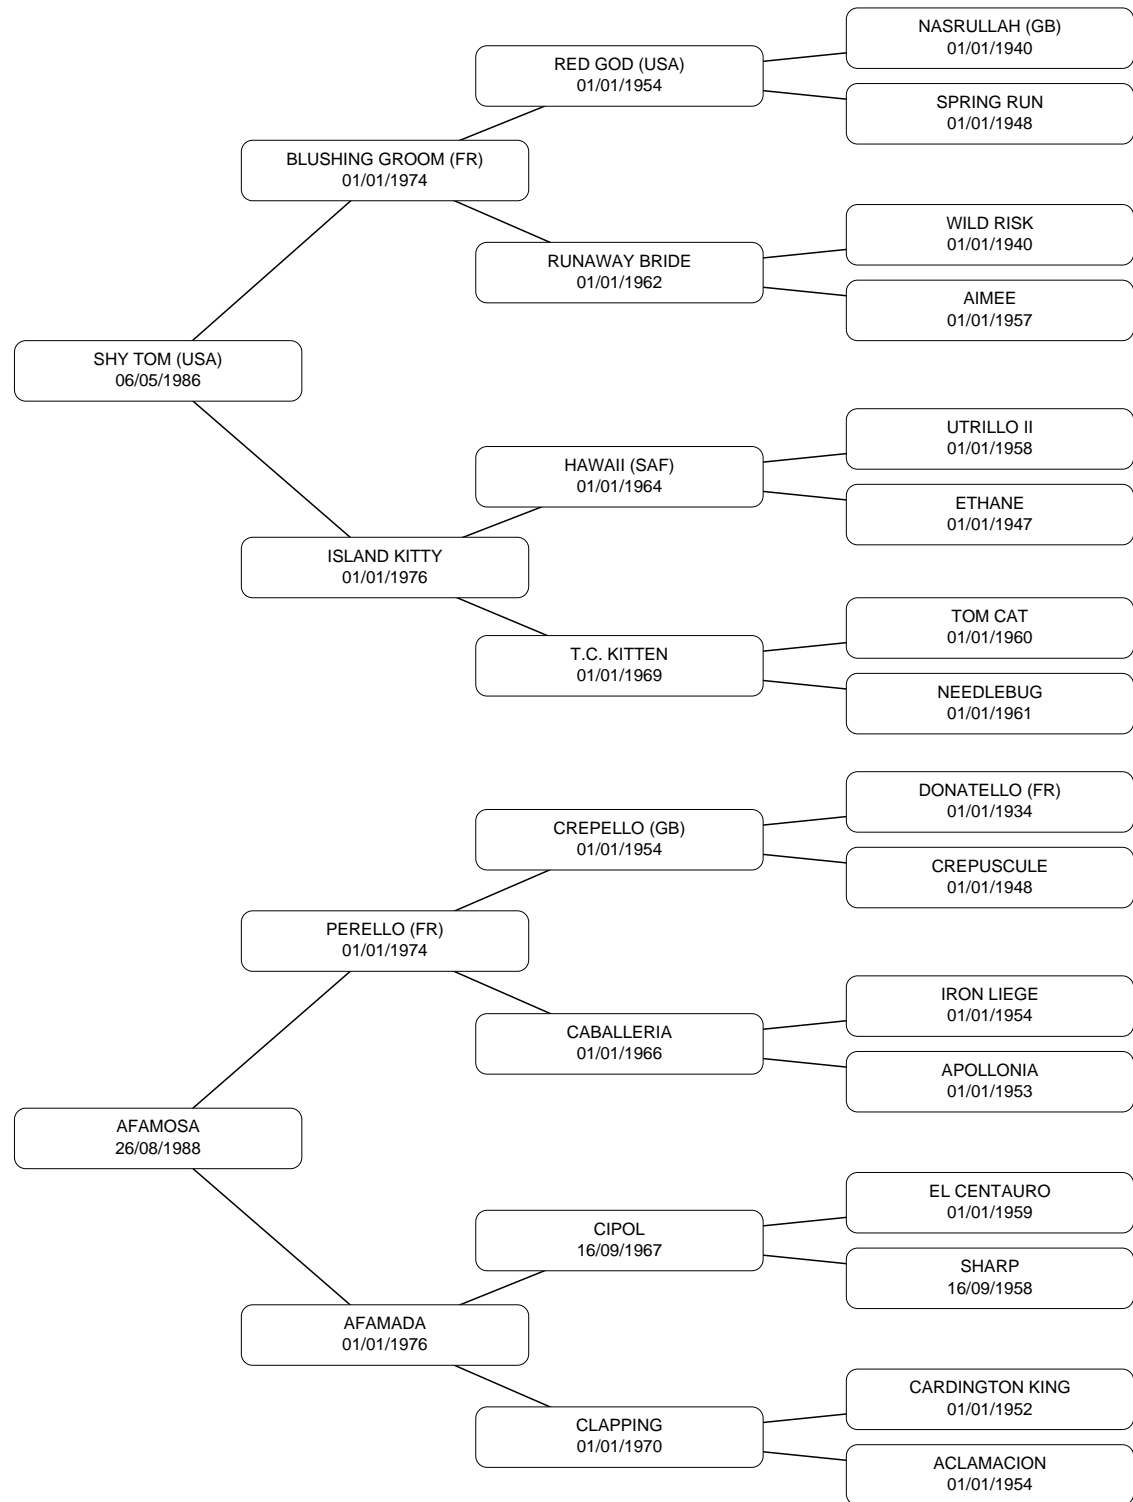 NASRULLAH (GB)
01/01/1940
RED GOD (USA)
01/01/1954
SPRING RUN
01/01/1948
BLUSHING GROOM (FR)
01/01/1974
WILD RISK
01/01/1940
RUNAWAY BRIDE
01/01/1962
AIMEE
01/01/1957
SHY TOM (USA)
06/05/1986
UTRILLO II
01/01/1958
HAWAII (SAF)
01/01/1964
ETHANE
01/01/1947
ISLAND KITTY
01/01/1976
TOM CAT
01/01/1960
T.C. KITTEN
01/01/1969
NEEDLEBUG
01/01/1961
DONATELLO (FR)
01/01/1934
CREPELLO (GB)
01/01/1954
CREPUSCULE
01/01/1948
PERELLO (FR)
01/01/1974
IRON LIEGE
01/01/1954
CABALLERIA
01/01/1966
APOLLONIA
01/01/1953
AFAMOSA
26/08/1988
EL CENTAURO
01/01/1959
CIPOL
16/09/1967
SHARP
16/09/1958
AFAMADA
01/01/1976
CARDINGTON KING
01/01/1952
CLAPPING
01/01/1970
ACLAMACION
01/01/1954